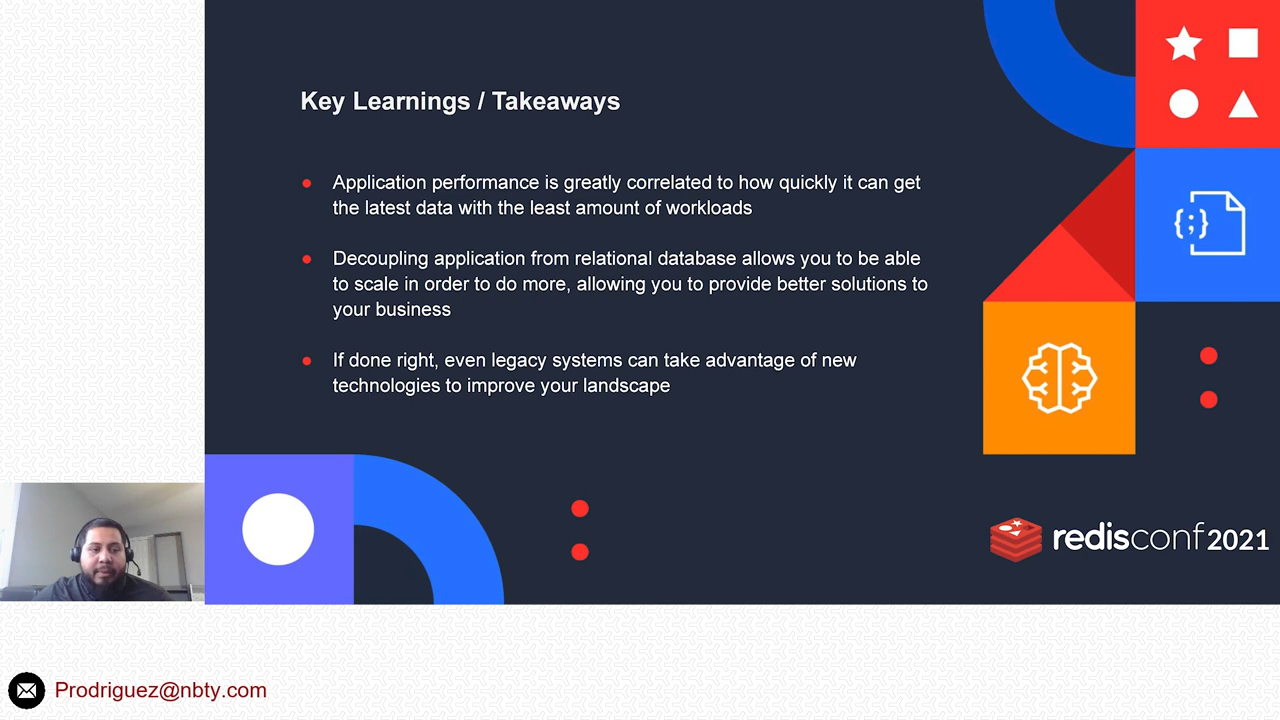 Key Learnings / Takeaways
● Application performance is greatly correlated to how quickly it can get
the latest data with the least amount of workloads
● Decoupling application from relational database allows you to be able
to scale in order to do more, allowing you to provide better solutions to
your business
● If done right, even legacy systems can take advantage of new
technologies to improve your landscape
{;}
redisconf 2021
Prodriguez@nbty.com